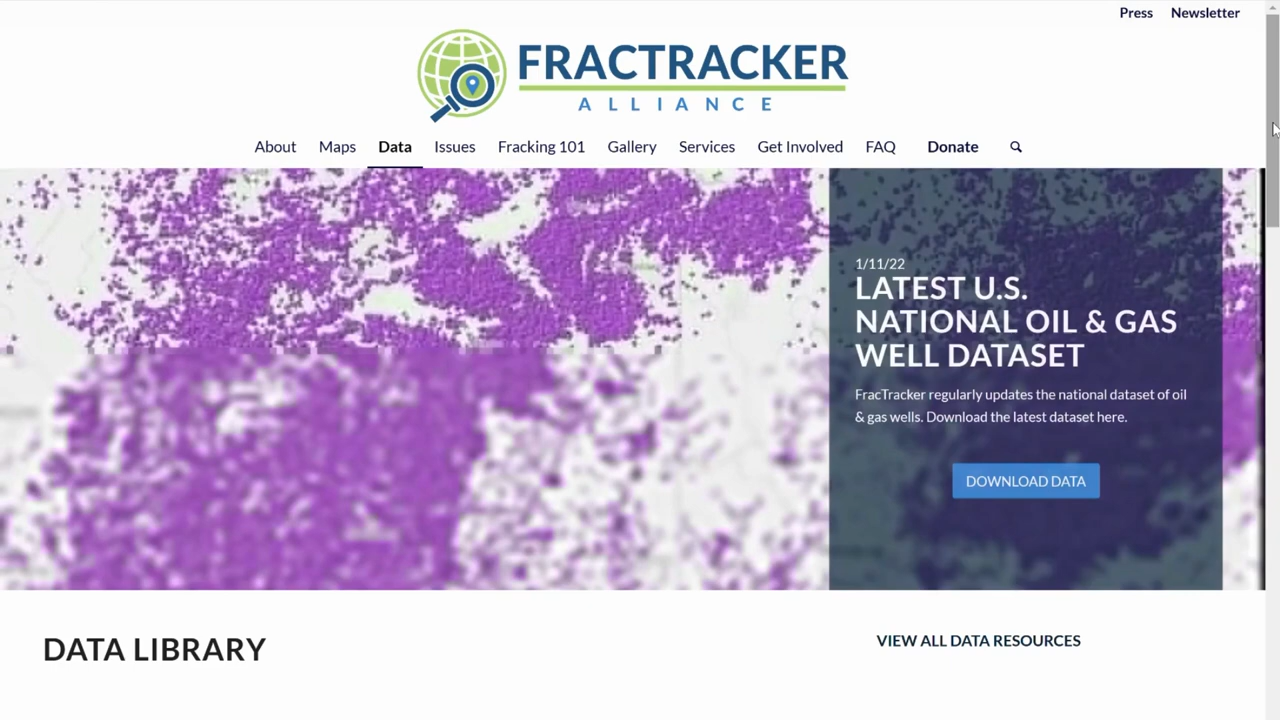 Press Newsletter
FRACTRACKER
ALLIANCE
About Maps Data Issues Fracking 101 Gallery Services Get Involved FAQ Donate
1/11/22
LATEST U.S.
NATIONAL OIL & GAS
WELL DATASET
FracTracker regularly updates the national dataset of oil
& gas wells. Download the latest dataset here.
DOWNLOAD DATA
DATA LIBRARY
VIEW ALL DATA RESOURCES